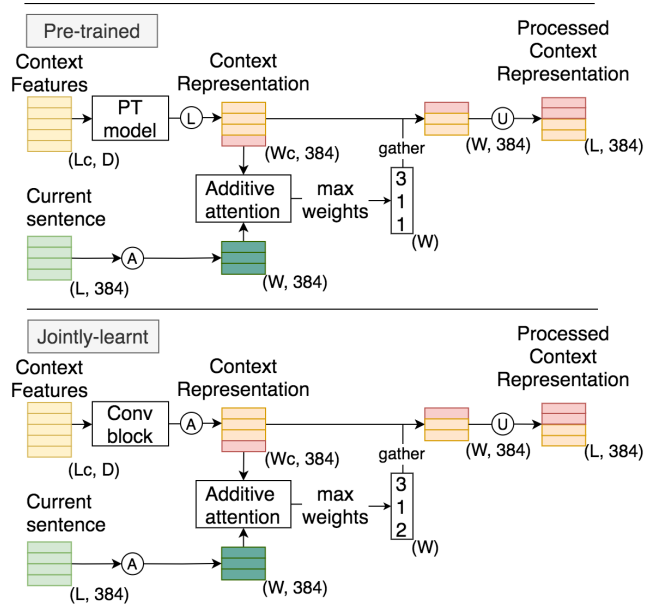 Pre-trained
Context
Features
PT
model
L
Context
Representation
Processed
Context
Representation
U
(Lc, D)
(Wc, 384)
(W, 384)
(L, 384)
gather
Additive
attention
max
weights
3
1
1
(W)
Current
sentence
A
(L, 384)
(W, 384)
Jointly-learnt
Context
Features
Conv
block
A
Context
Representation
Processed
Context
Representation
U
(Lc, D)
(Wc, 384)
(W, 384)
(L, 384)
gather
Additive
attention
max
weights
3
1
2
(W)
Current
sentence
A
(L, 384)
(W, 384)